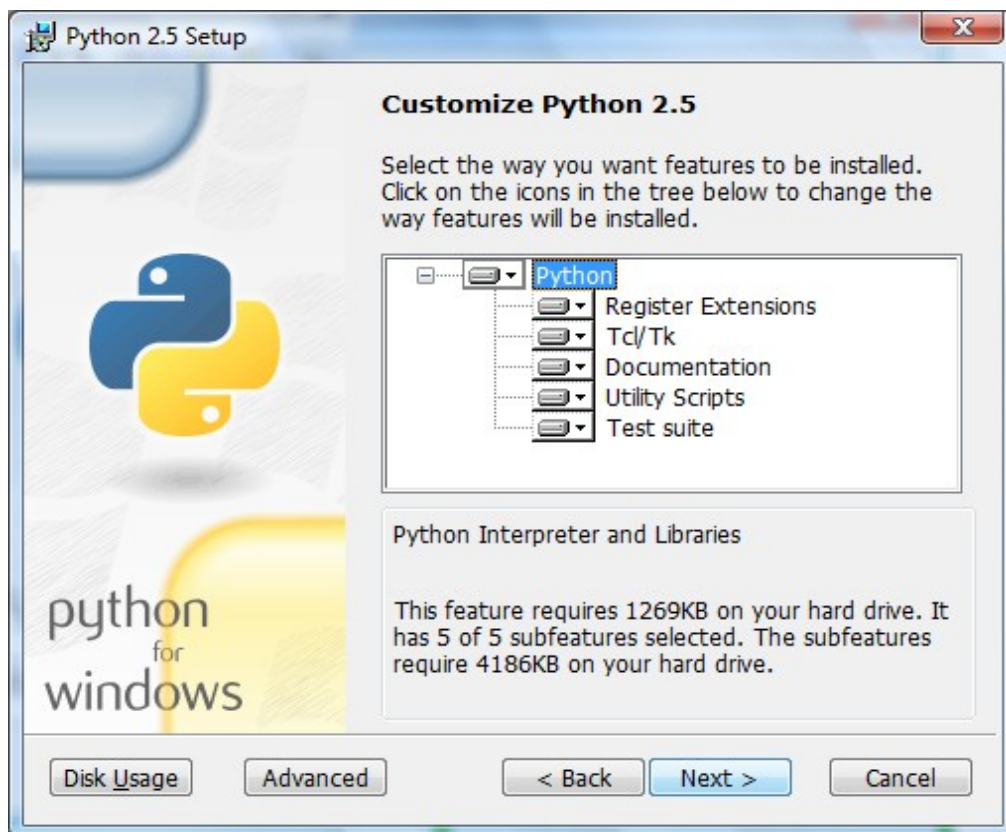 Python 2.5 Setup
Customize Python 2.5
Select the way you want features to be installed.
Click on the icons in the tree below to change the
way features will be installed.
Python
Register Extensions
Tcl/Tk
Documentation
Utility Scripts
Test suite
Python Interpreter and Libraries
This feature requires 1269KB on your hard drive. It
has 5 of 5 subfeatures selected. The subfeatures
require 4186KB on your hard drive.
python
for
windows
Disk Usage
Advanced
< Back
Next >
Cancel